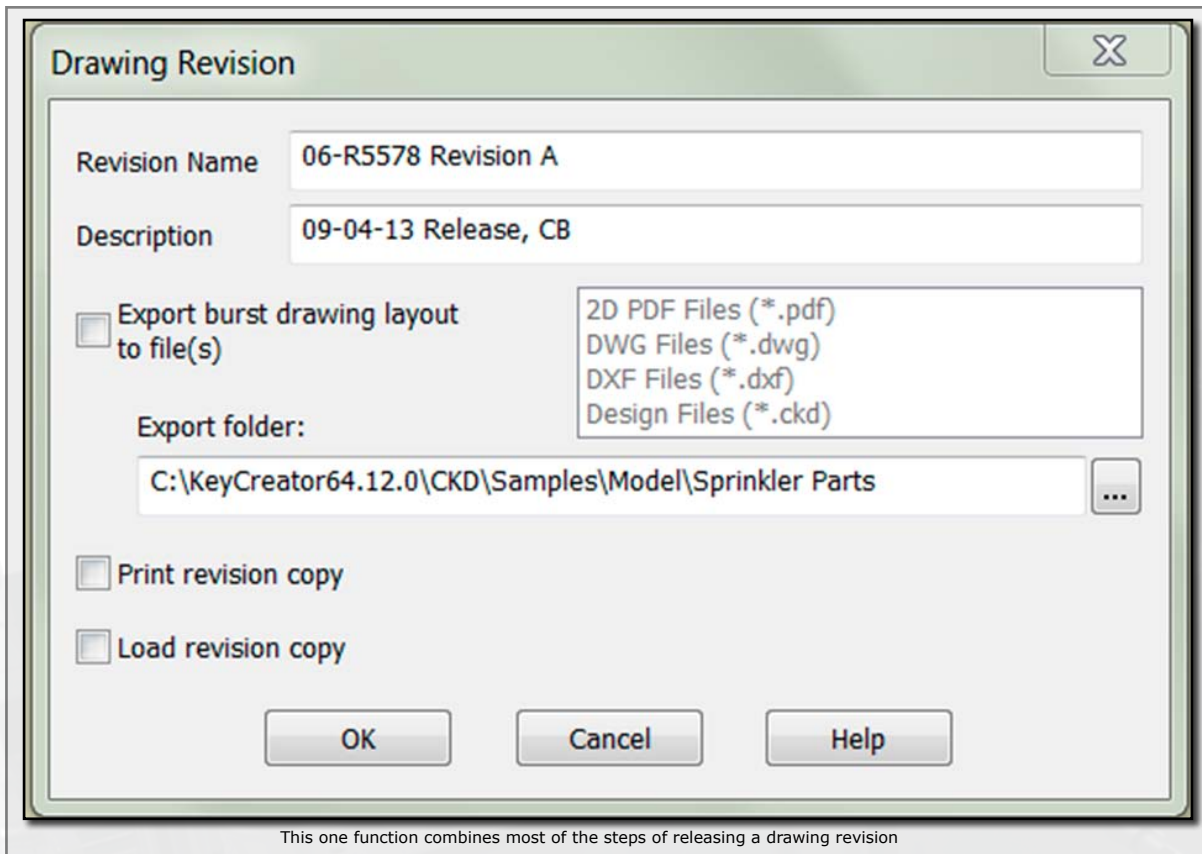 Drawing Revision
Revision Name 06-R5578 Revision A
Description 09-04-13 Release, CB
Export burst drawing layout
to file(s)
2D PDF Files (*.pdf)
DWG Files (*.dwg)
DXF Files (*.dxf)
Design Files (*.ckd)
Export folder:
C:\KeyCreator64.12.0\CKD\Samples\Model\Sprinkler Parts ...
Print revision copy
Load revision copy
OK Cancel Help
This one function combines most of the steps of releasing a drawing revision